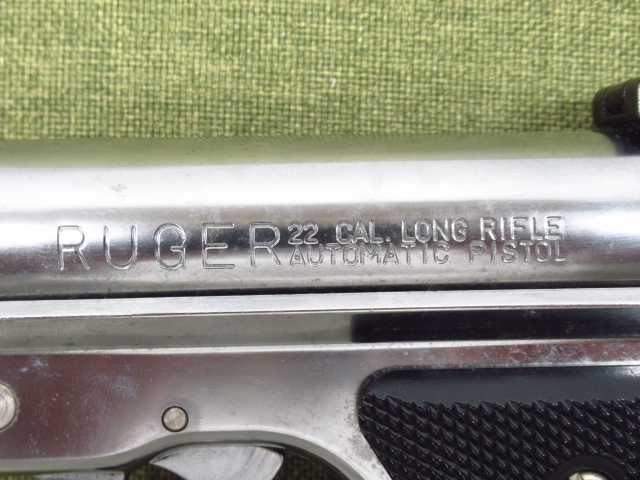 RUGER 22 CAL. LONG RIFLE
AUTOMATIC PISTOL